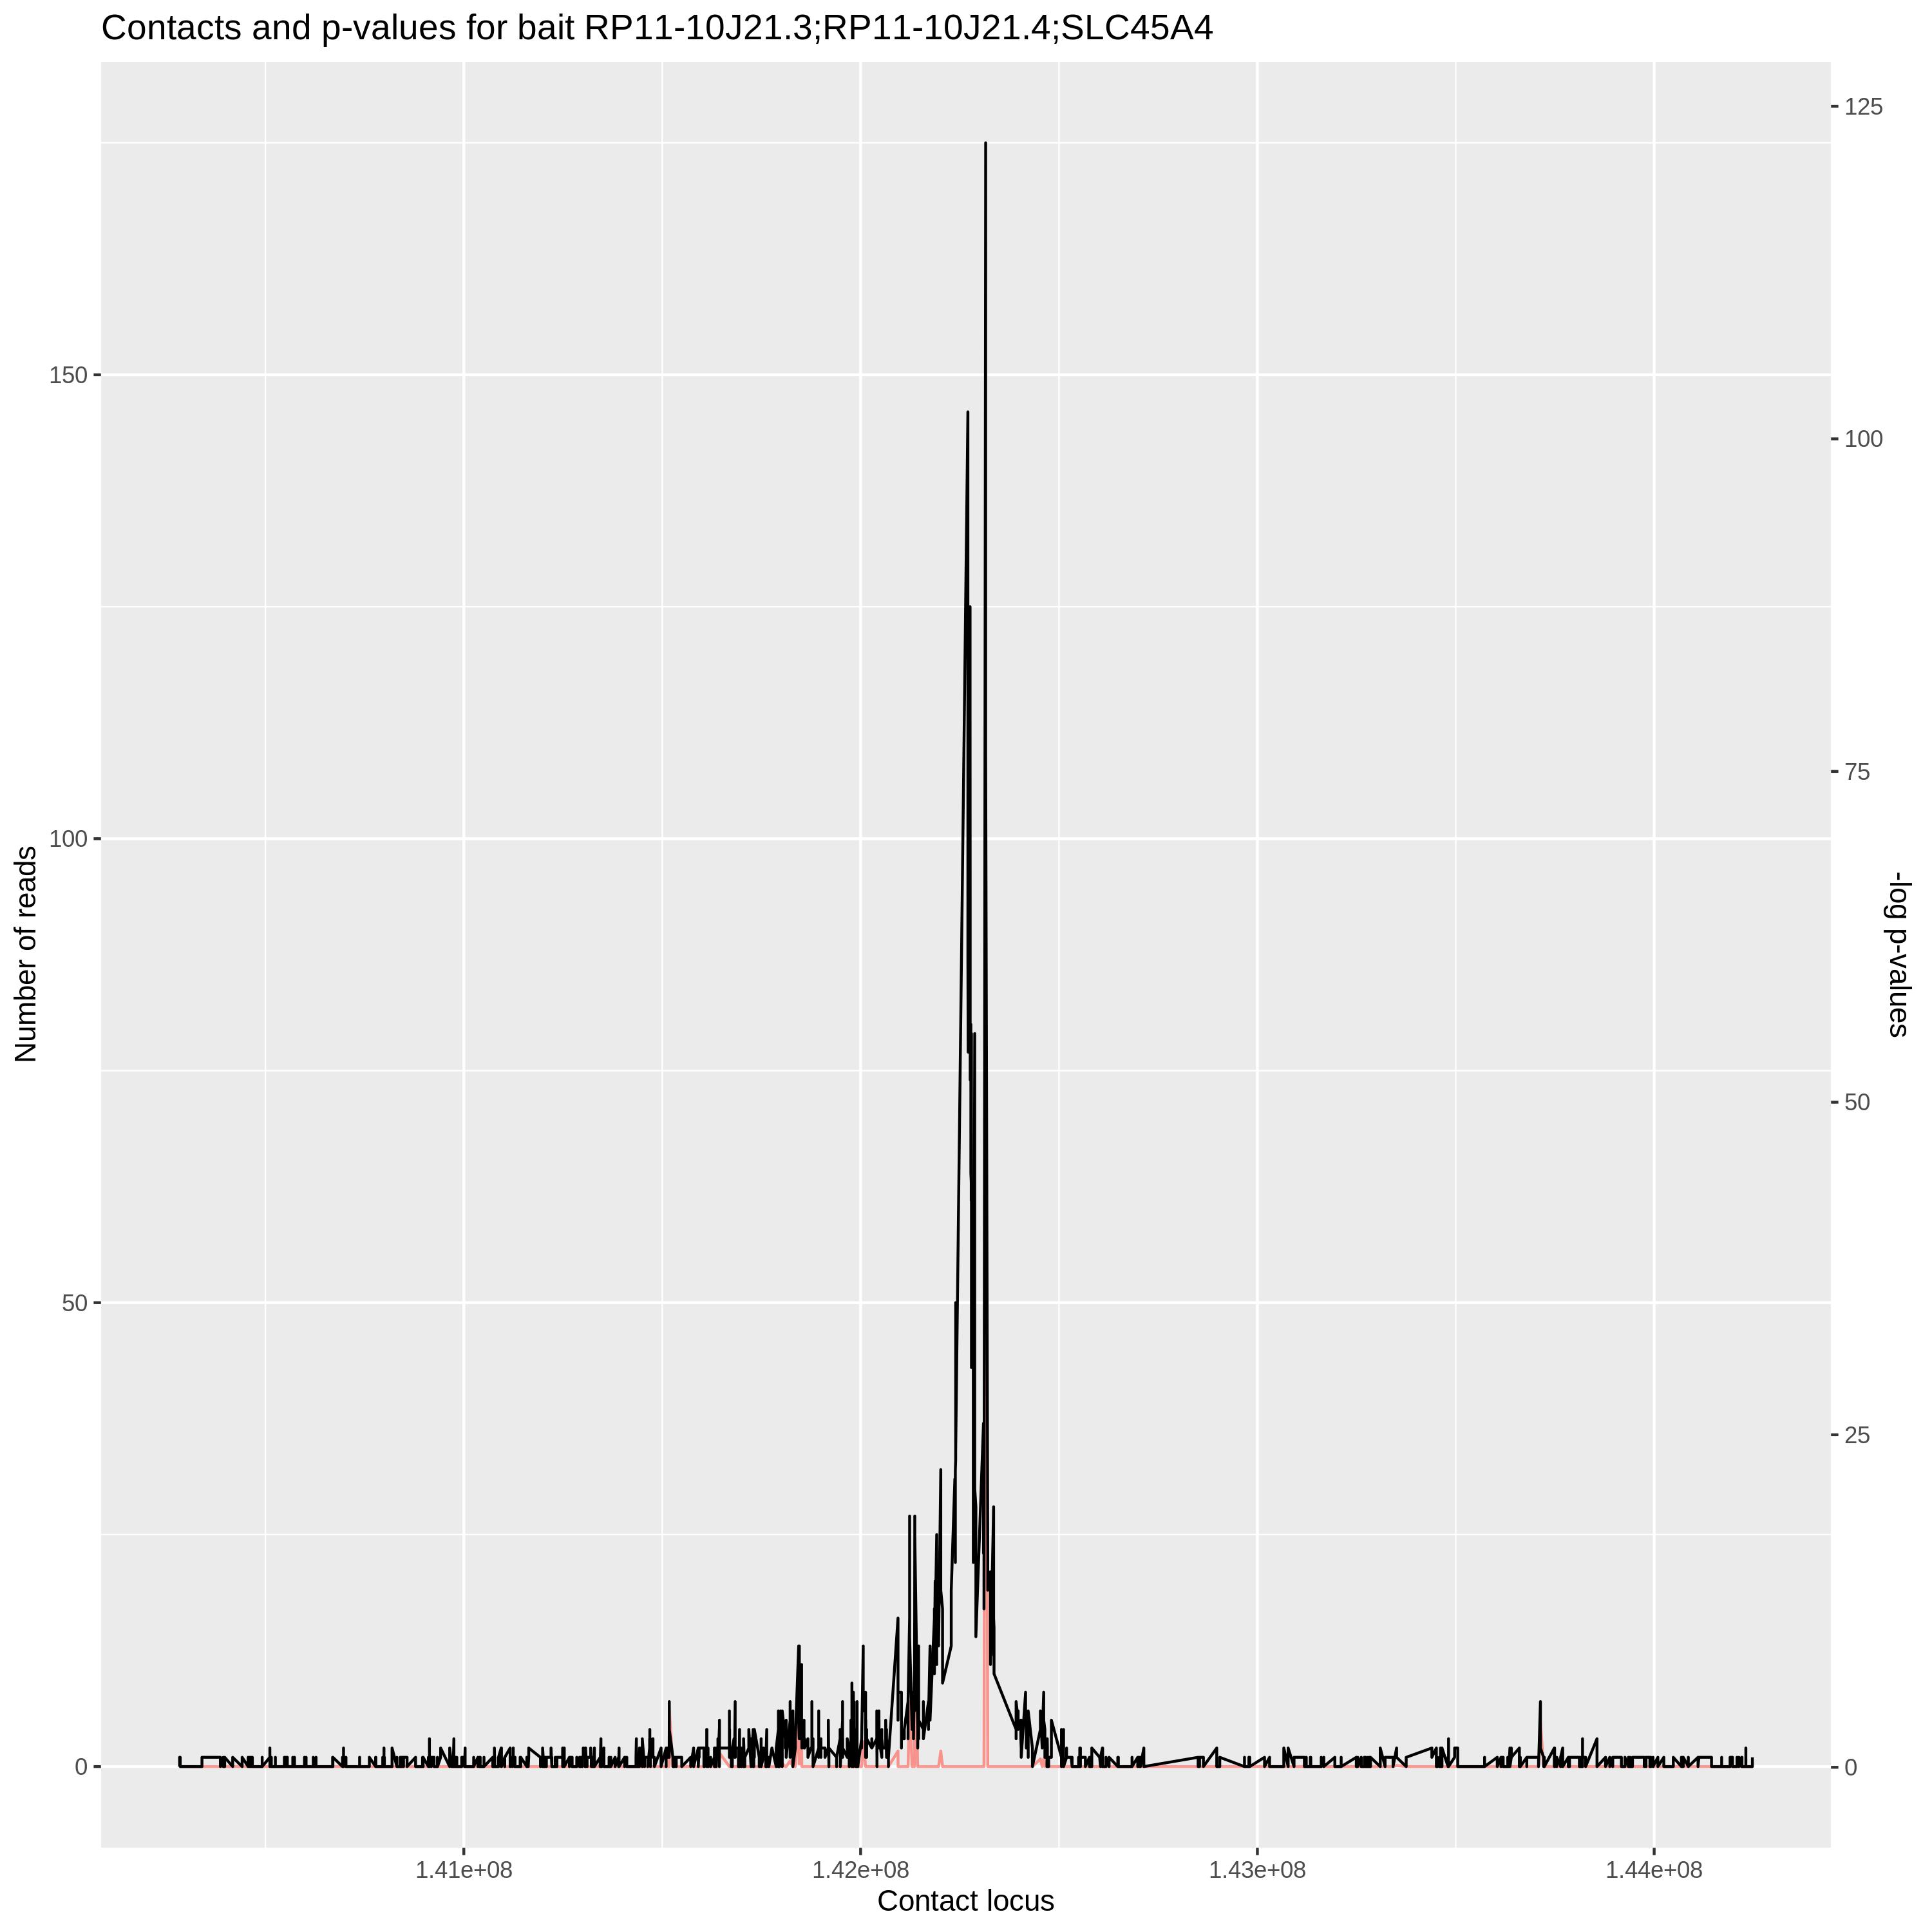 Contacts and p-values for bait RP11-10J21.3;RP11-10J21.4;SLC45A4
125
150
100
75
100
Number of reads
-log p-values
50
50
25
0
0
1.41e+08
1.42e+08
1.43e+08
1.44e+08
Contact locus